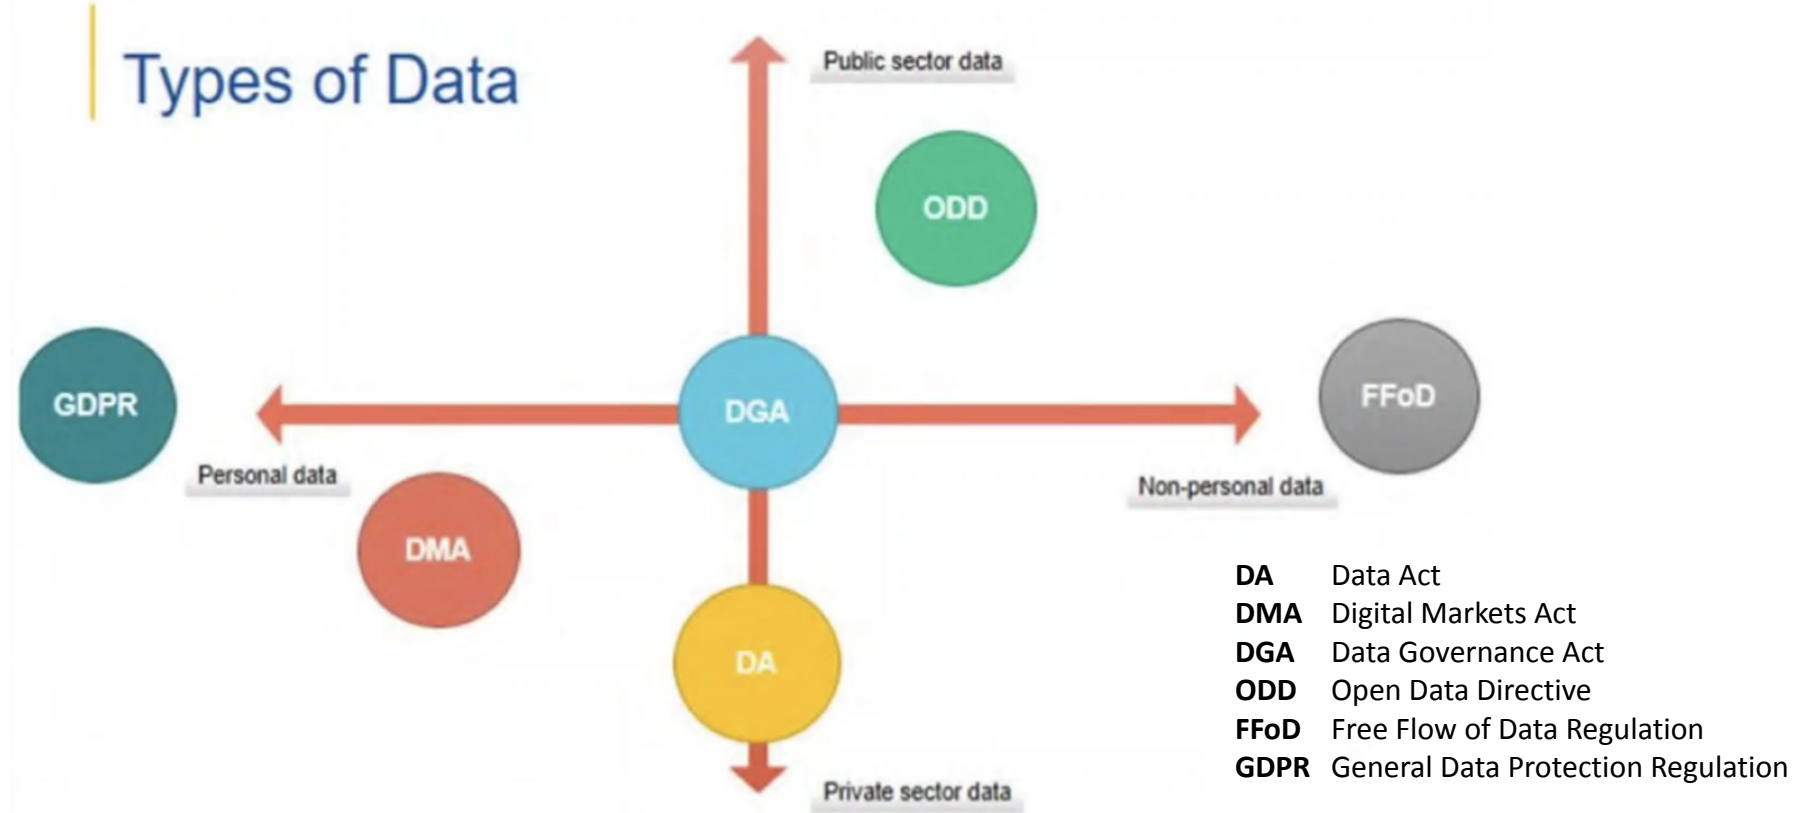 Types of Data
Public sector data
ODD
GDPR
DGA
FFoD
Personal data
Non-personal data
DMA
DA
Private sector data
DA Data Act
DMA Digital Markets Act
DGA Data Governance Act
ODD Open Data Directive
FFoD Free Flow of Data Regulation
GDPR General Data Protection Regulation